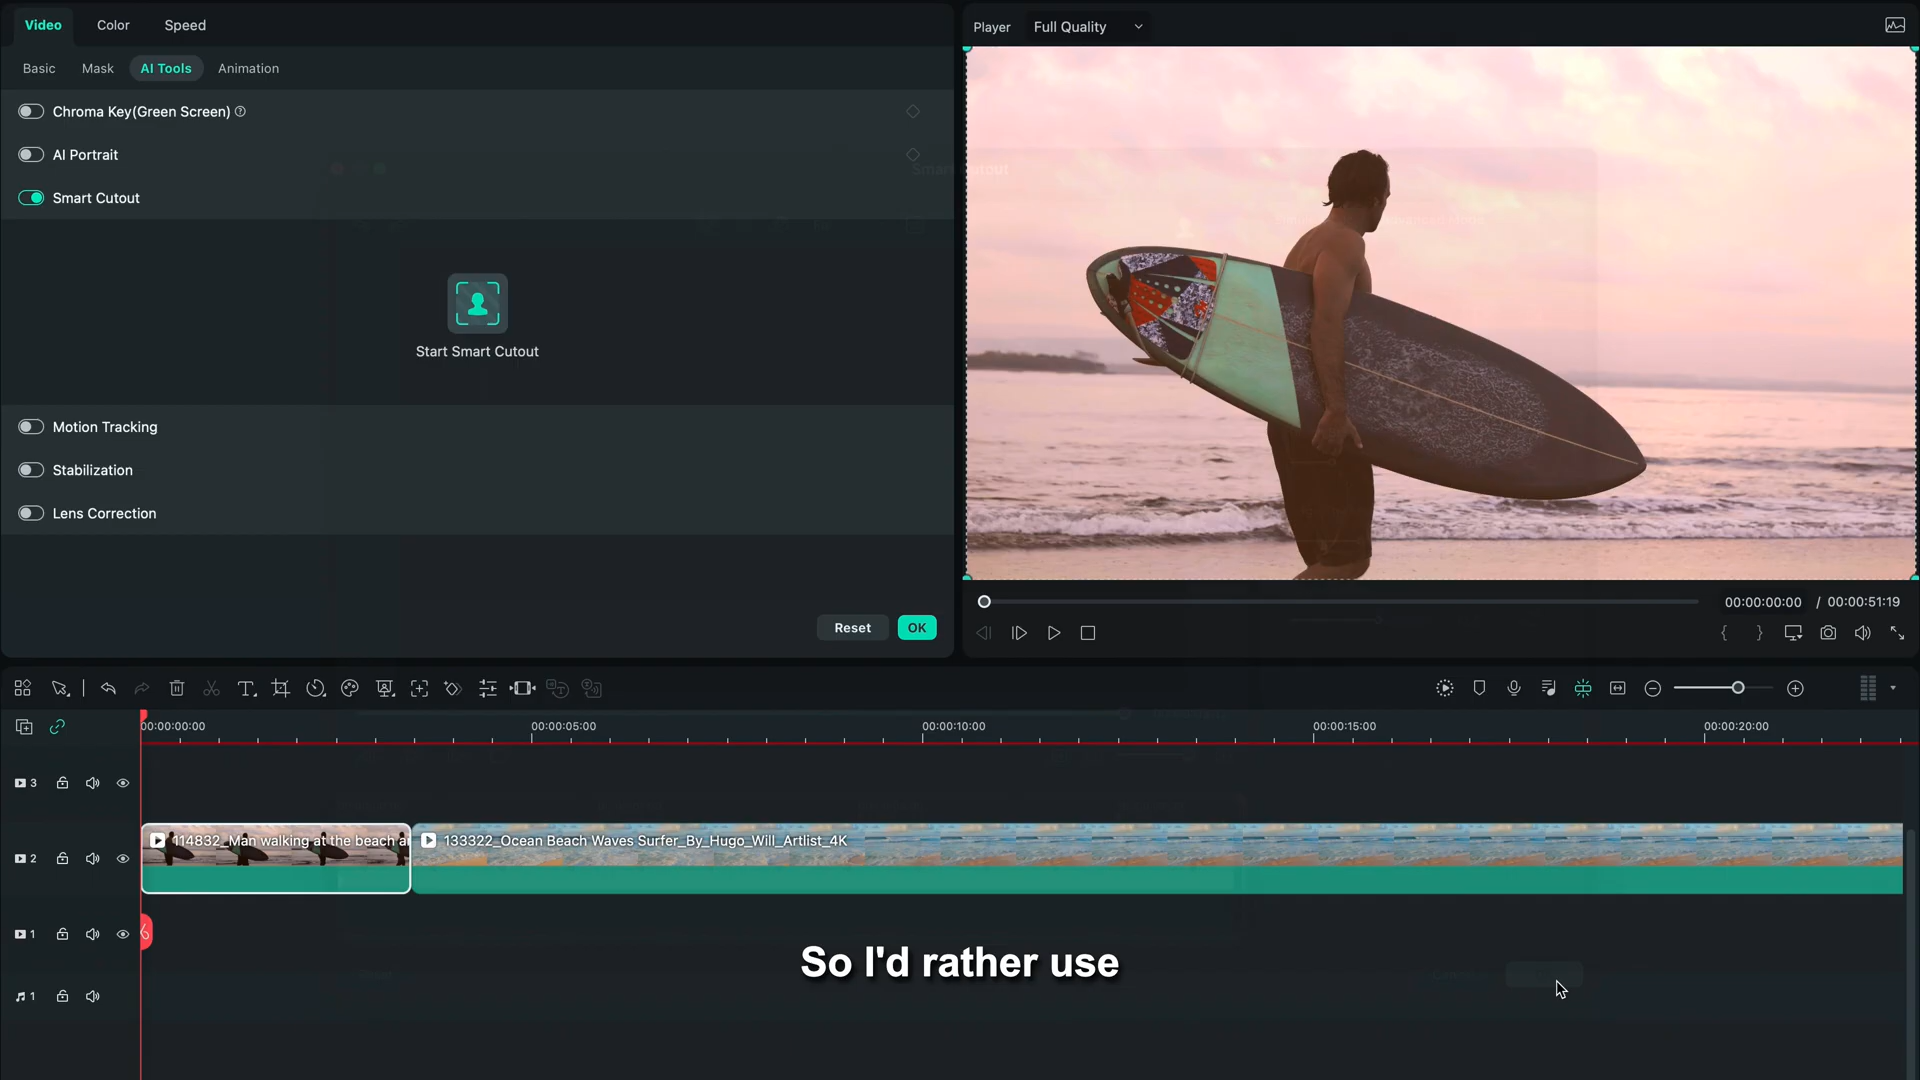 Video Color Speed
Player Full Quality
Basic Mask AI Tools Animation
Chroma Key(Green Screen)
AI Portrait
Smart Cutout
Start Smart Cutout
Motion Tracking
Stabilization
Lens Correction
Reset OK
00:00:00:00 / 00:00:51:19
00:00:00:00 00:00:05:00 00:00:10:00 00:00:15:00 00:00:20:00
3
2 114832_Man walking at the beach a 133322_Ocean Beach Waves Surfer_By_Hugo_Will_Artlist_4K
1
So I'd rather use
1